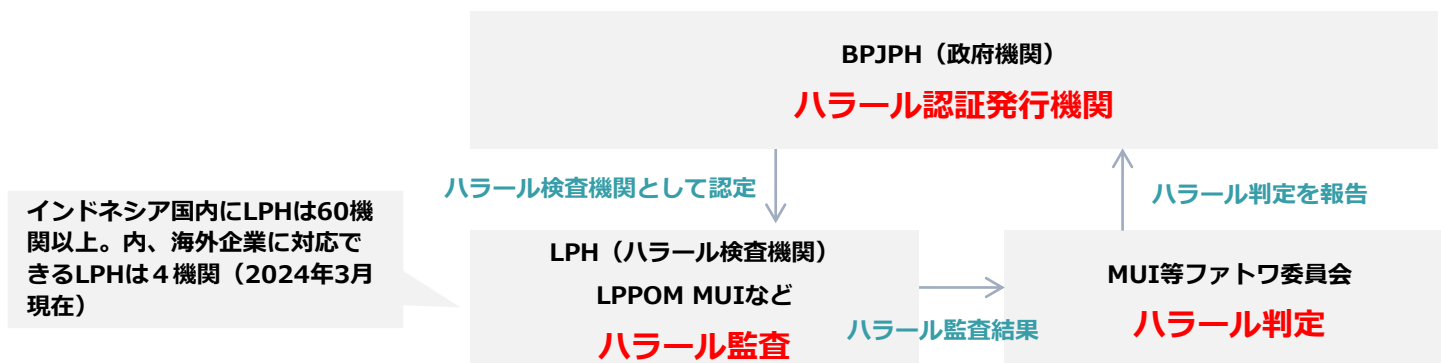 BPJPH（政府機関）
ハラール認証発行機関
ハラール検査機関として認定
ハラール判定を報告
インドネシア国内にLPHは60機
関以上。内、海外企業に対応で
きるLPHは４機関（2024年3月
現在）
LPH（ハラール検査機関）
LPPOM MUIなど
ハラール監査
ハラール監査結果
MUI等ファトワ委員会
ハラール判定